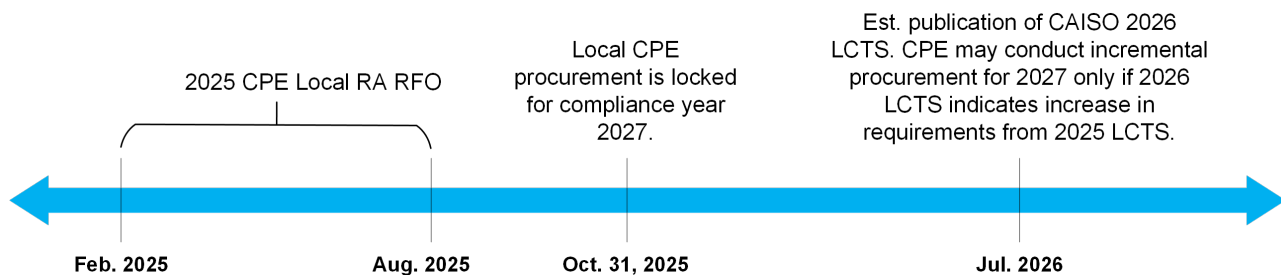 2025 CPE Local RA RFO
Local CPE
procurement is locked
for compliance year
2027.
Est. publication of CAISO 2026
LCTS. CPE may conduct incremental
procurement for 2027 only if 2026
LCTS indicates increase in
requirements from 2025 LCTS.
Feb. 2025
Aug. 2025
Oct. 31, 2025
Jul. 2026